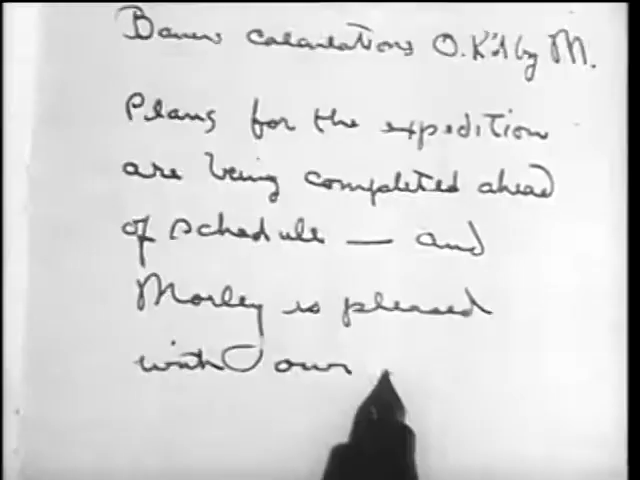 Bauer calculations O.K'd by M.
Plans for the expedition
are being completed ahead
of schedule — and
Morley is pleased
with our